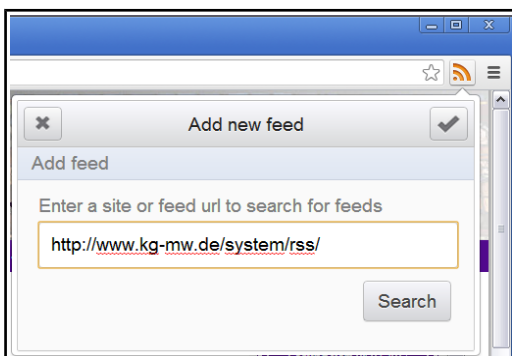 Add new feed
Add feed
Enter a site or feed url to search for feeds
http://www.kg-mw.de/system/rss/
Search